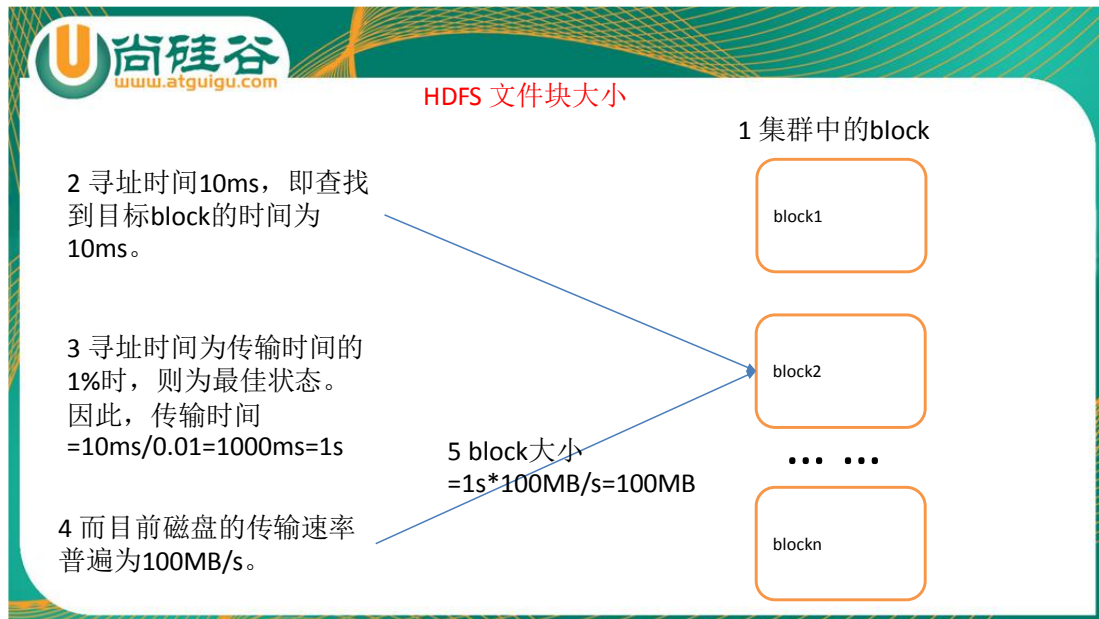 U尚硅谷
www.atguigu.com
HDFS 文件块大小
1 集群中的block
2 寻址时间10ms，即查找
到目标block的时间为
10ms。
block1
3 寻址时间为传输时间的
1%时，则为最佳状态。
因此，传输时间
=10ms/0.01=1000ms=1s
block2
5 block大小
=1s*100MB/s=100MB
... ...
4 而目前磁盘的传输速率
普遍为100MB/s。
blockn